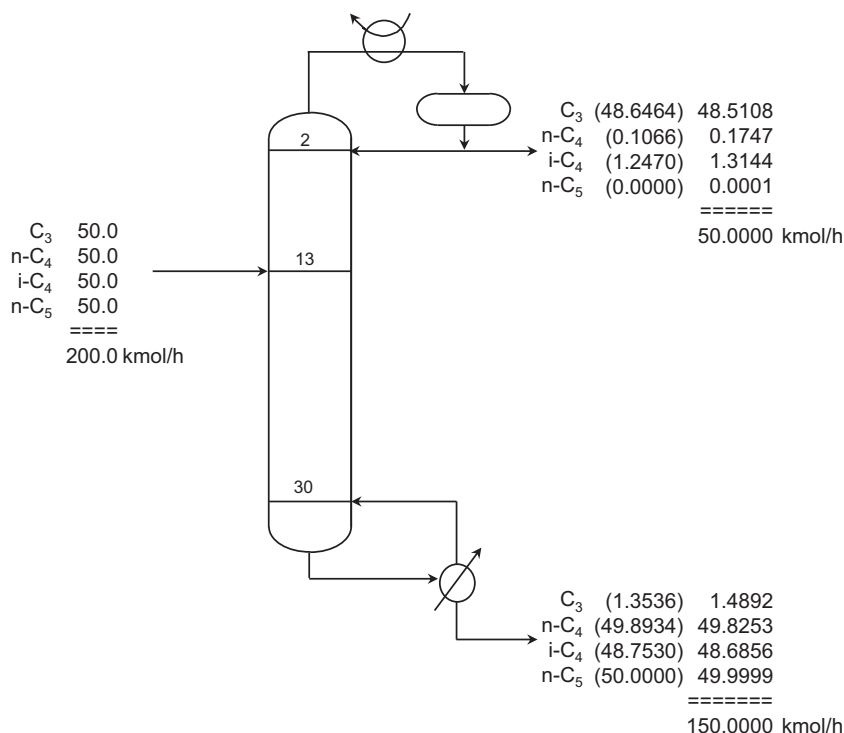 2
C₃ (48.6464) 48.5108
n-C₄ (0.1066) 0.1747
i-C₄ (1.2470) 1.3144
n-C₅ (0.0000) 0.0001
======
50.0000 kmol/h
C₃ 50.0
n-C₄ 50.0
i-C₄ 50.0
n-C₅ 50.0
====
200.0 kmol/h
13
30
C₃ (1.3536) 1.4892
n-C₄ (49.8934) 49.8253
i-C₄ (48.7530) 48.6856
n-C₅ (50.0000) 49.9999
=======
150.0000 kmol/h